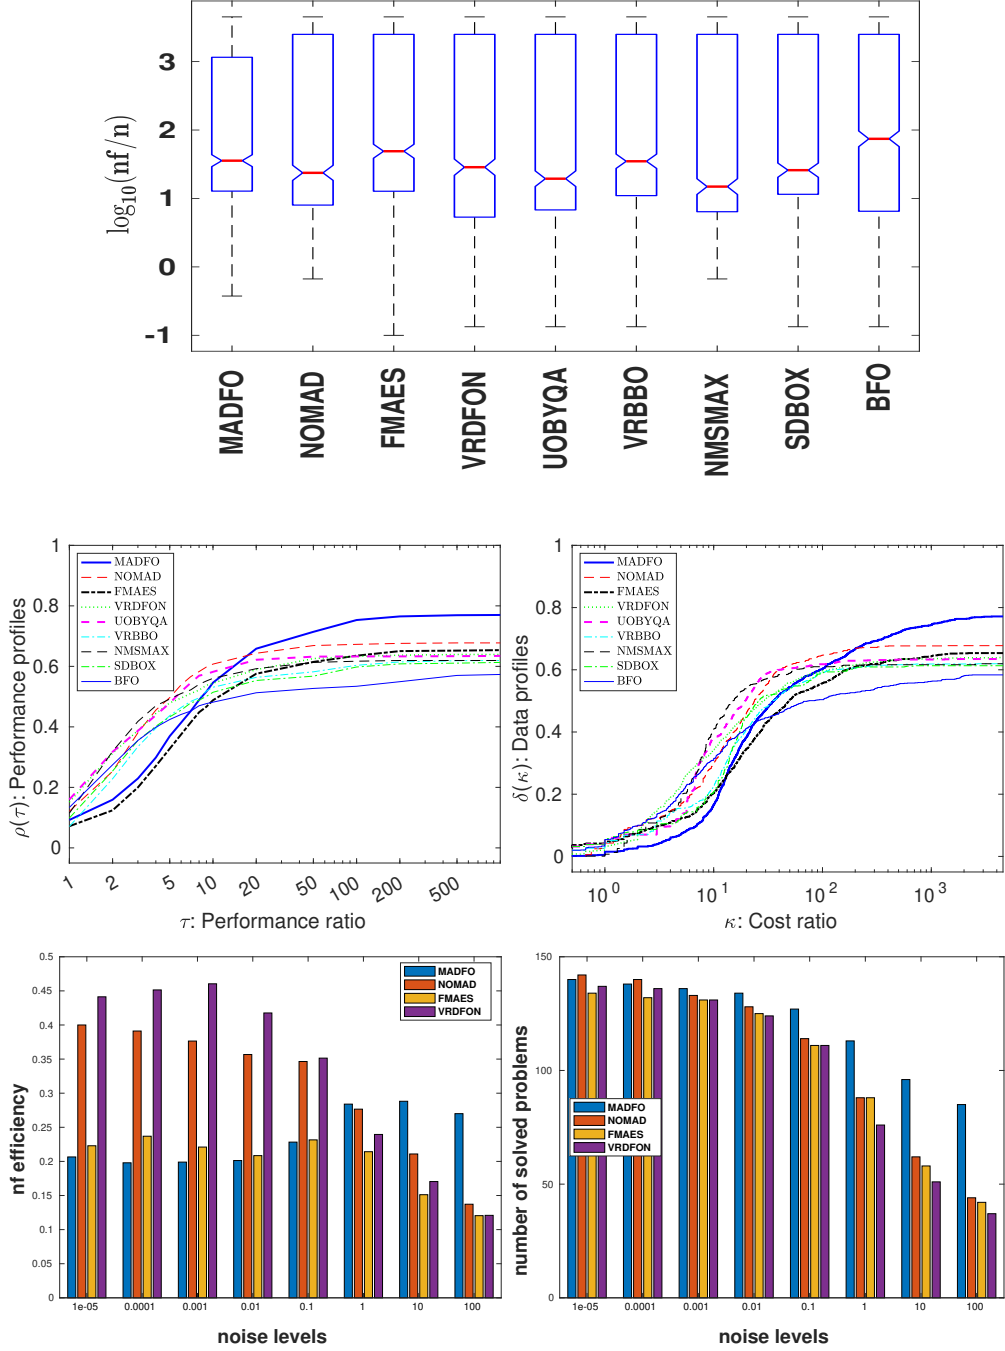 3
2
1
0
-1
log10(nf/n)
MADFO
NOMAD
FMAES
VRDFON
UOBYQA
VRBBO
NMSMAX
SDBOX
BFO
1
0.8
0.6
0.4
0.2
0
ρ(τ): Performance profiles
MADFO
NOMAD
FMAES
VRDFON
UOBYQA
VRBBO
NMSMAX
SDBOX
BFO
1
2
5
10
20
50
100
200
500
τ: Performance ratio
1
0.8
0.6
0.4
0.2
0
δ(κ): Data profiles
MADFO
NOMAD
FMAES
VRDFON
UOBYQA
VRBBO
NMSMAX
SDBOX
BFO
10^0
10^1
10^2
10^3
κ: Cost ratio
0.5
0.45
0.4
0.35
0.3
0.25
0.2
0.15
0.1
0.05
0
nf efficiency
MADFO
NOMAD
FMAES
VRDFON
1e-05
0.0001
0.001
0.01
0.1
1
10
100
noise levels
150
100
50
0
number of solved problems
MADFO
NOMAD
FMAES
VRDFON
1e-05
0.0001
0.001
0.01
0.1
1
10
100
noise levels